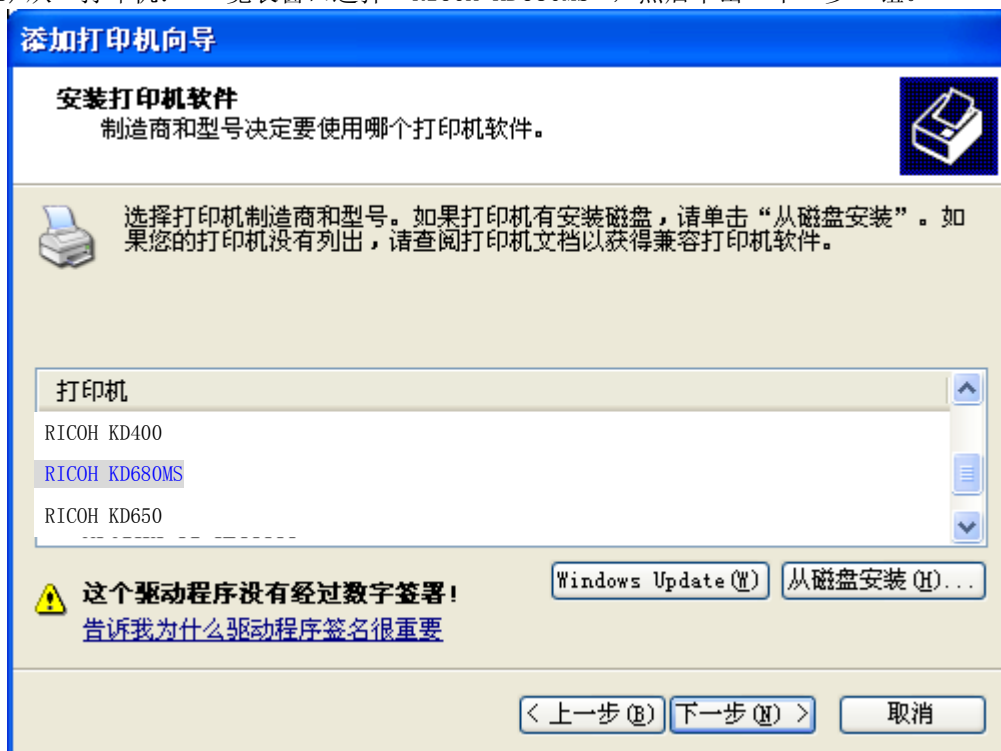 添加打印机向导
安装打印机软件
制造商和型号决定要使用哪个打印机软件。
选择打印机制造商和型号。如果打印机有安装磁盘，请单击“从磁盘安装”。如
果您的打印机没有列出，请查阅打印机文档以获得兼容打印机软件。
打印机
RICOH KD400
RICOH KD680MS
RICOH KD650
Windows Update(W) 从磁盘安装(H)...
这个驱动程序没有经过数字签署!
告诉我为什么驱动程序签名很重要
< 上一步(B) 下一步(N) > 取消